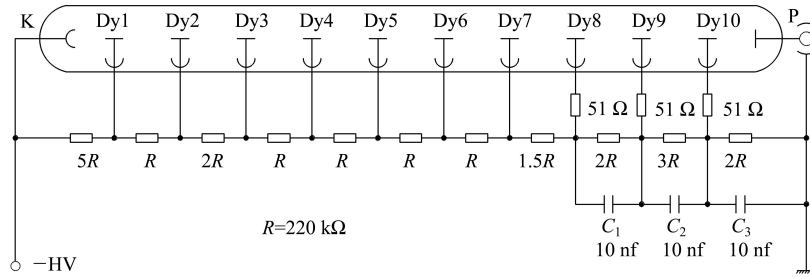 K Dy1 Dy2 Dy3 Dy4 Dy5 Dy6 Dy7 Dy8 Dy9 Dy10 P
51 Ω 51 Ω 51 Ω
5R R 2R R R R R 1.5R 2R 3R 2R
R=220 kΩ C1 C2 C3
10 nf 10 nf 10 nf
−HV